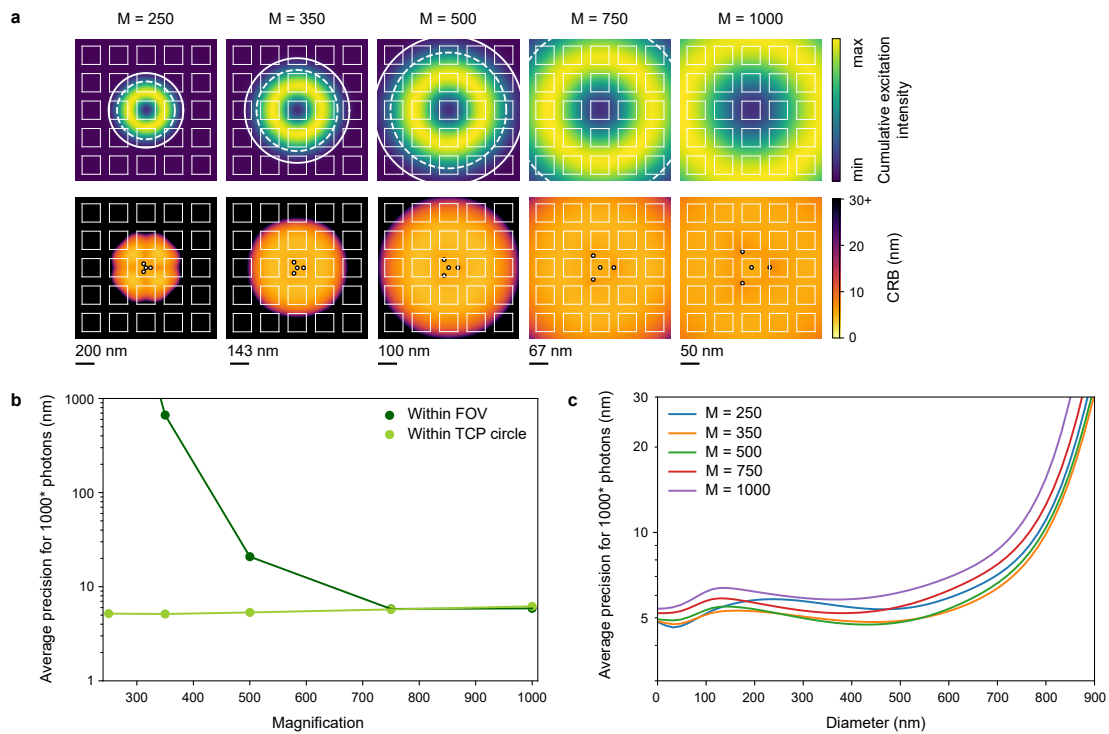 a
M = 250
M = 350
M = 500
M = 750
M = 1000
max
min
Cumulative excitation
intensity
30+
20
10
0
CRB (nm)
200 nm
143 nm
100 nm
67 nm
50 nm
b
Average precision for 1000* photons (nm)
1000
100
10
1
Within FOV
Within TCP circle
300
400
500
600
700
800
900
1000
Magnification
c
Average precision for 1000* photons (nm)
30
20
10
5
M = 250
M = 350
M = 500
M = 750
M = 1000
0
100
200
300
400
500
600
700
800
900
Diameter (nm)